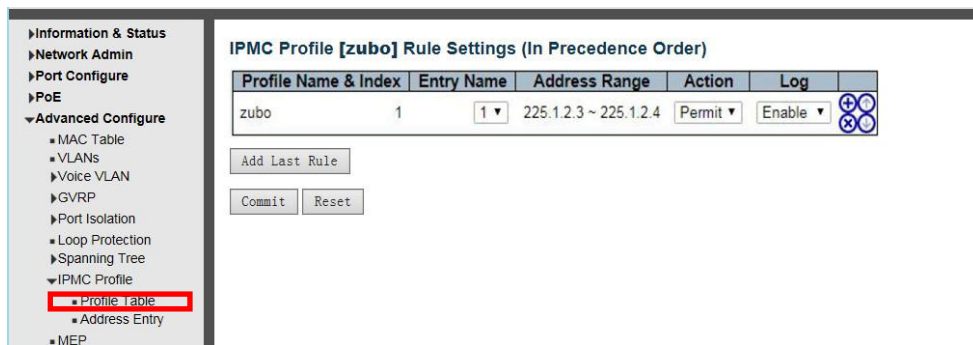 Information & Status
Network Admin
Port Configure
PoE
Advanced Configure
MAC Table
VLANs
Voice VLAN
GVRP
Port Isolation
Loop Protection
Spanning Tree
IPMC Profile
Profile Table
Address Entry
MEP
IPMC Profile [zubo] Rule Settings (In Precedence Order)
Profile Name & Index Entry Name Address Range Action Log
zubo 1 1 225.1.2.3 ~ 225.1.2.4 Permit Enable
Add Last Rule
Commit Reset